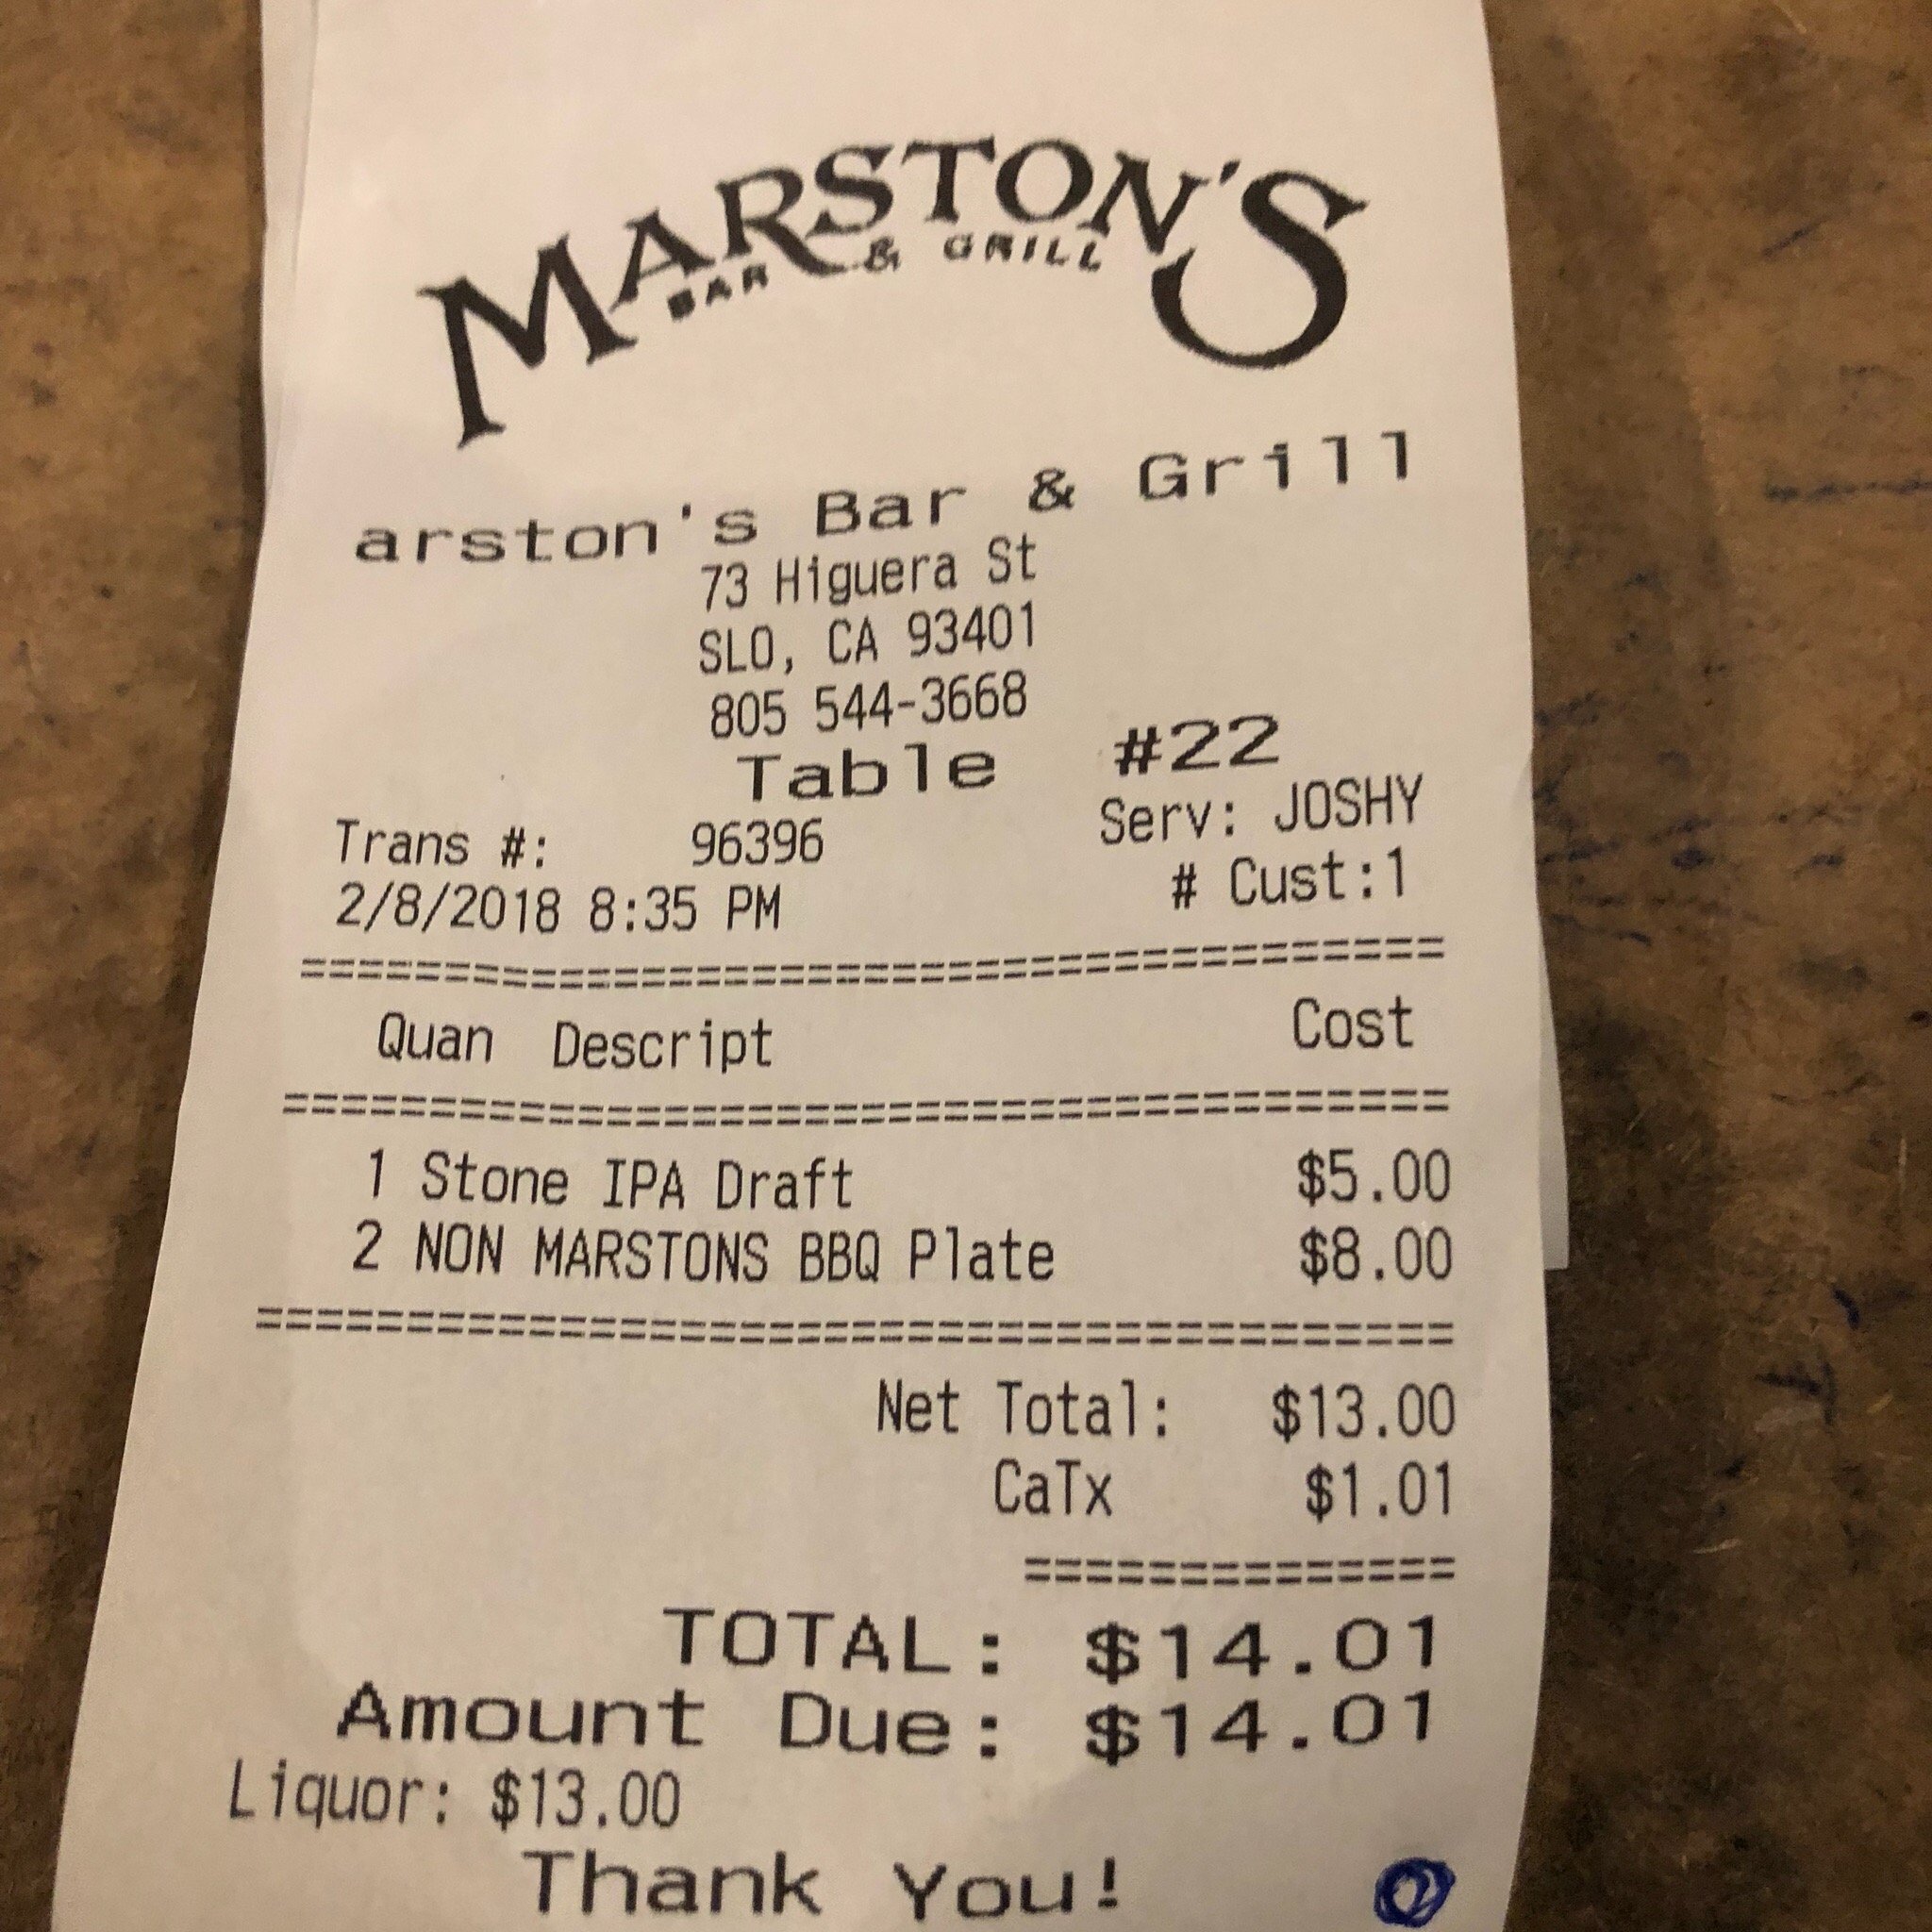 MARSTON'S
BAR & GRILL
arston's Bar & Grill
73 Higuera St
SLO, CA 93401
805 544-3668
Table #22
Trans #: 96396 Serv: JOSHY
2/8/2018 8:35 PM # Cust:1
========================================
Quan Descript Cost
========================================
1 Stone IPA Draft $5.00
2 NON MARSTONS BBQ Plate $8.00
========================================
Net Total: $13.00
CaTx $1.01
==============
TOTAL: $14.01
Amount Due: $14.01
Liquor: $13.00
Thank You!